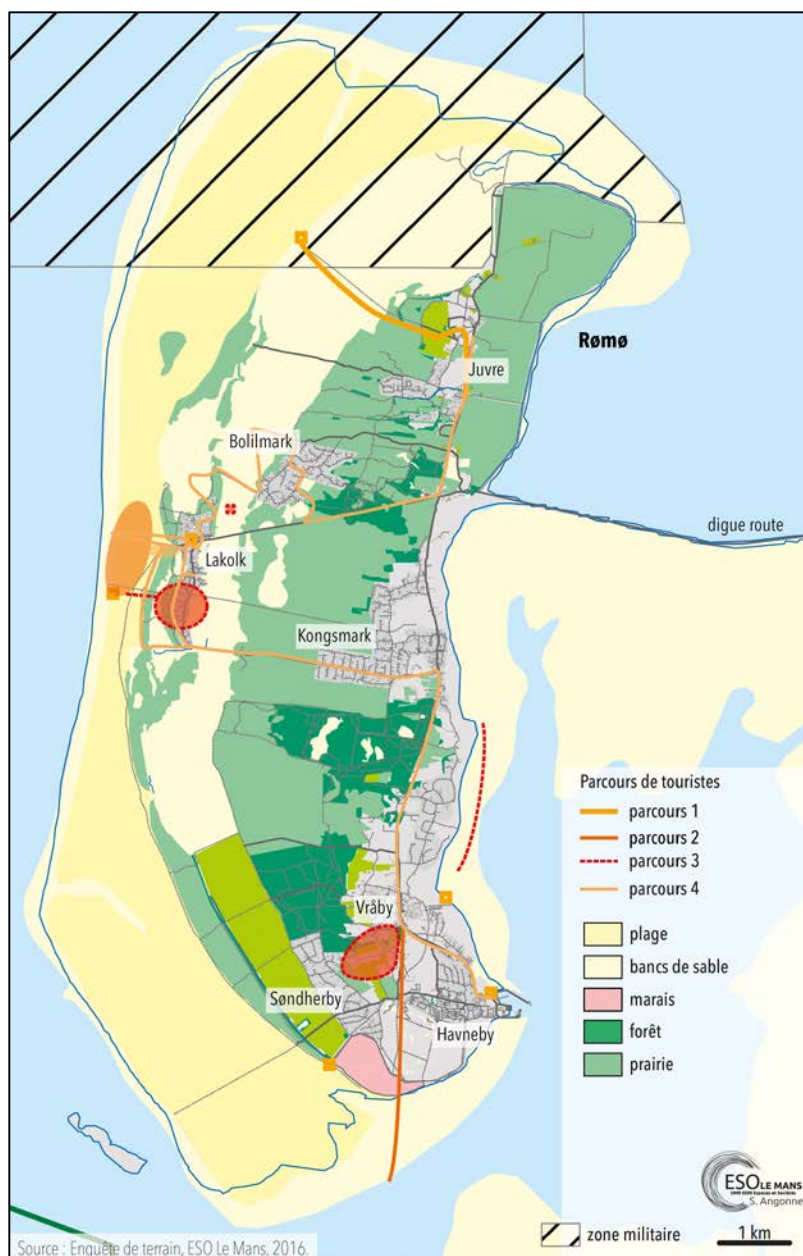 Rømø
Juvre
Bolilmark
digue route
Lakolk
Kongsmark
Parcours de touristes
parcours 1
parcours 2
parcours 3
parcours 4
Vråby
plage
bancs de sable
Søndherby
marais
Havneby
forêt
prairie
ESO LE MANS
S. Angonne
zone militaire
1 km
Source : Enquête de terrain, ESO Le Mans, 2016.